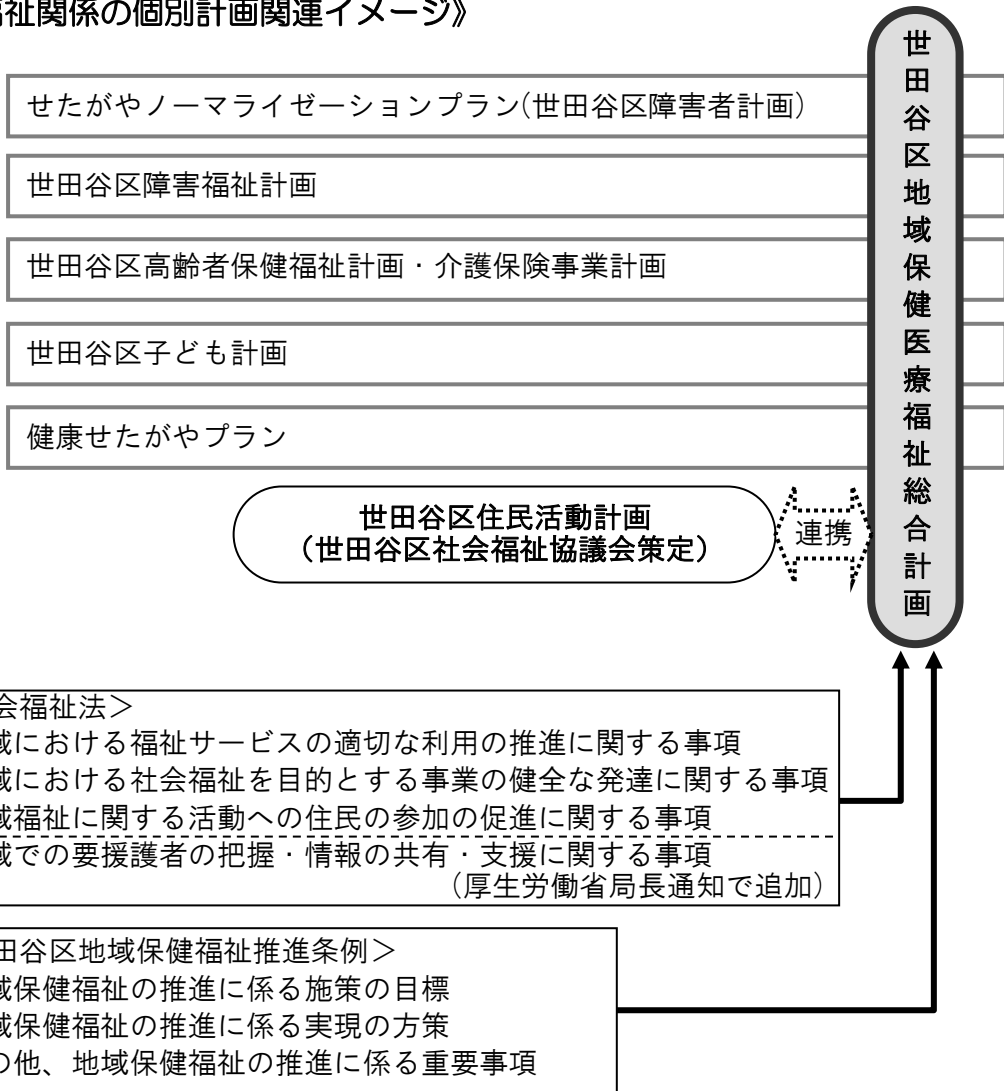 祉関係の個別計画関連イメージ》
せたがやノーマライゼーションプラン(世田谷区障害者計画)
世田谷区障害福祉計画
世田谷区高齢者保健福祉計画・介護保険事業計画
世田谷区子ども計画
健康せたがやプラン
世田谷区地域保健医療福祉総合計画
世田谷区住民活動計画
（世田谷区社会福祉協議会策定）
連携
会福祉法＞
域における福祉サービスの適切な利用の推進に関する事項
域における社会福祉を目的とする事業の健全な発達に関する事項
域福祉に関する活動への住民の参加の促進に関する事項
域での要援護者の把握・情報の共有・支援に関する事項
（厚生労働省局長通知で追加）
田谷区地域保健福祉推進条例＞
域保健福祉の推進に係る施策の目標
域保健福祉の推進に係る実現の方策
の他、地域保健福祉の推進に係る重要事項